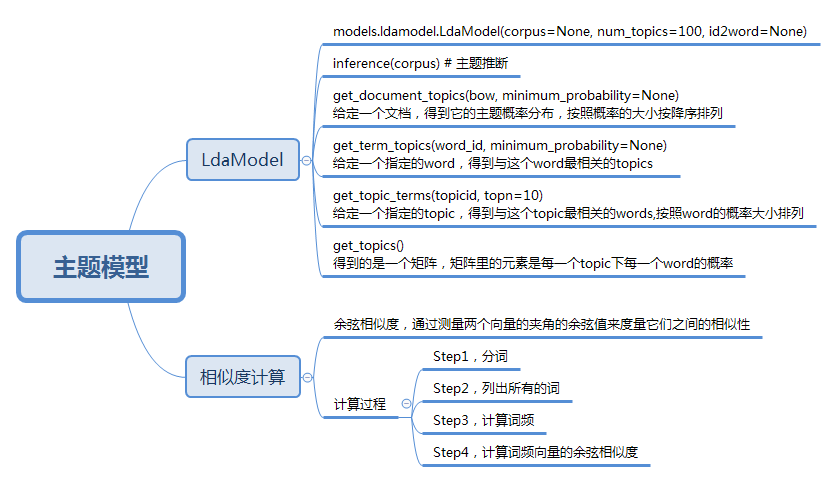 主题模型
LdaModel
models.ldamodel.LdaModel(corpus=None, num_topics=100, id2word=None)
inference(corpus) # 主题推断
get_document_topics(bow, minimum_probability=None)
给定一个文档，得到它的主题概率分布，按照概率的大小按降序排列
get_term_topics(word_id, minimum_probability=None)
给定一个指定的word，得到与这个word最相关的topics
get_topic_terms(topicid, topn=10)
给定一个指定的topic，得到与这个topic最相关的words,按照word的概率大小排列
get_topics()
得到的是一个矩阵，矩阵里的元素是每一个topic下每一个word的概率
相似度计算
余弦相似度，通过测量两个向量的夹角的余弦值来度量它们之间的相似性
计算过程
Step1，分词
Step2，列出所有的词
Step3，计算词频
Step4，计算词频向量的余弦相似度